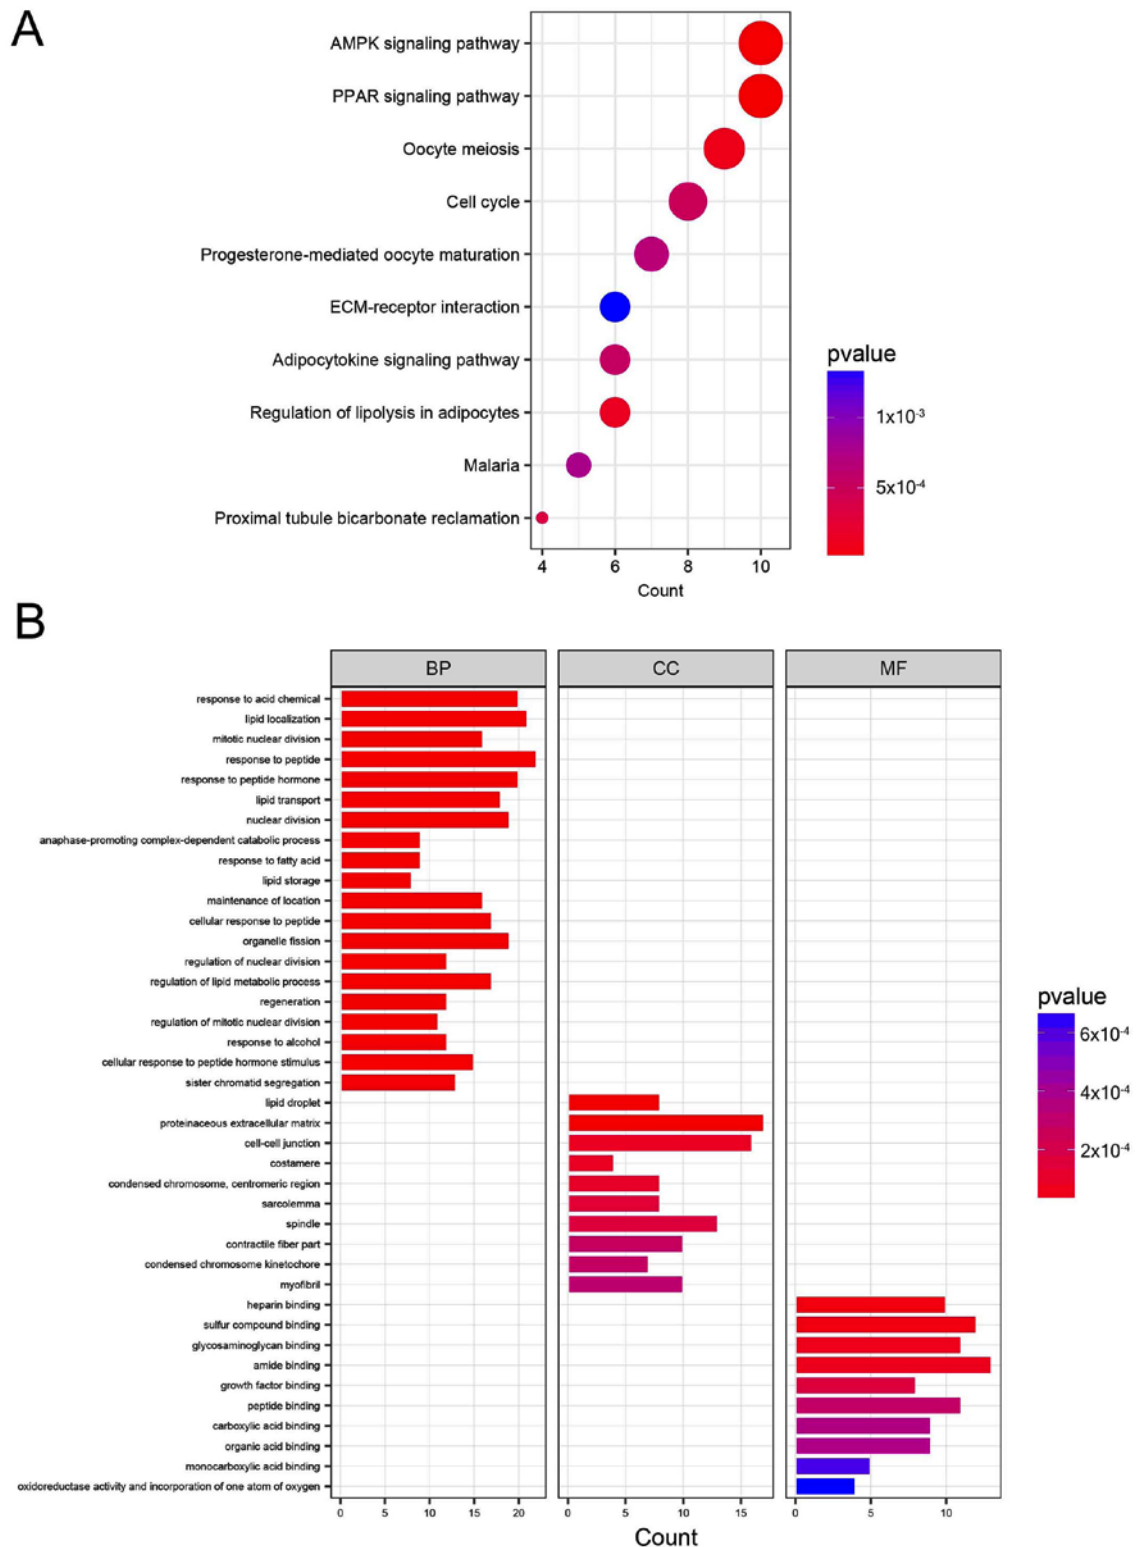 A
AMPK signaling pathway
PPAR signaling pathway
Oocyte meiosis
Cell cycle
Progesterone-mediated oocyte maturation
ECM-receptor interaction
Adipocytokine signaling pathway
Regulation of lipolysis in adipocytes
Malaria
Proximal tubule bicarbonate reclamation
4 6 8 10
Count
pvalue
1x10⁻³
5x10⁻⁴
B
BP CC MF
response to acid chemical
lipid localization
mitotic nuclear division
response to peptide
response to peptide hormone
lipid transport
nuclear division
anaphase-promoting complex-dependent catabolic process
response to fatty acid
lipid storage
maintenance of location
cellular response to peptide
organelle fission
regulation of nuclear division
regulation of lipid metabolic process
regeneration
regulation of mitotic nuclear division
response to alcohol
cellular response to peptide hormone stimulus
sister chromatid segregation
lipid droplet
proteinaceous extracellular matrix
cell-cell junction
costamere
condensed chromosome, centromeric region
sarcolemma
spindle
contractile fiber part
condensed chromosome kinetochore
myofibril
heparin binding
sulfur compound binding
glycosaminoglycan binding
amide binding
growth factor binding
peptide binding
carboxylic acid binding
organic acid binding
monocarboxylic acid binding
oxidoreductase activity and incorporation of one atom of oxygen
0 5 10 15 20 0 5 10 15 0 5 10
Count
pvalue
6x10⁻⁴
4x10⁻⁴
2x10⁻⁴